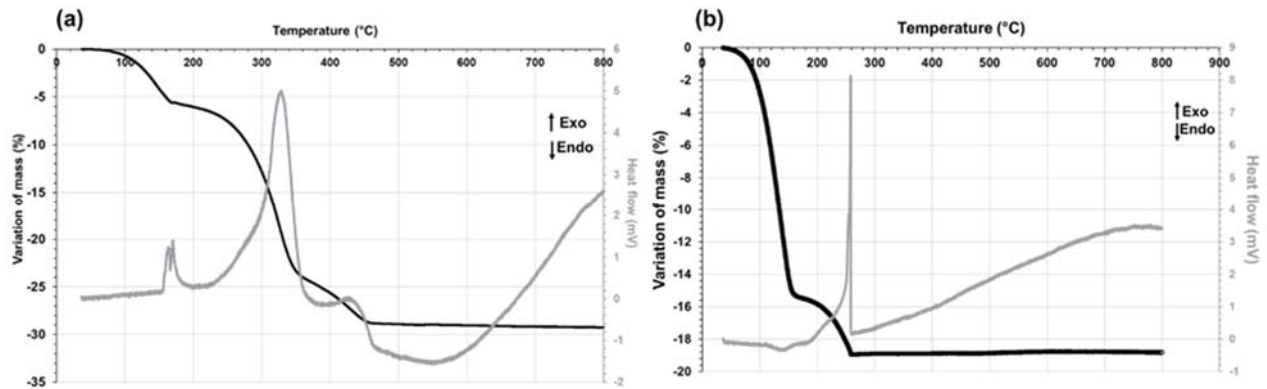 (a)
Temperature (°C)
0 100 200 300 400 500 600 700 800
0
-5
-10
-15
-20
-25
-30
-35
Variation of mass (%)
Exo
Endo
6
5
4
3
2
1
0
-1
-2
Heat flow (mV)
(b)
Temperature (°C)
0 100 200 300 400 500 600 700 800 900
0
-2
-4
-6
-8
-10
-12
-14
-16
-18
-20
Variation of mass (%)
Exo
Endo
9
8
7
6
5
4
3
2
1
0
-1
Heat flow (mV)